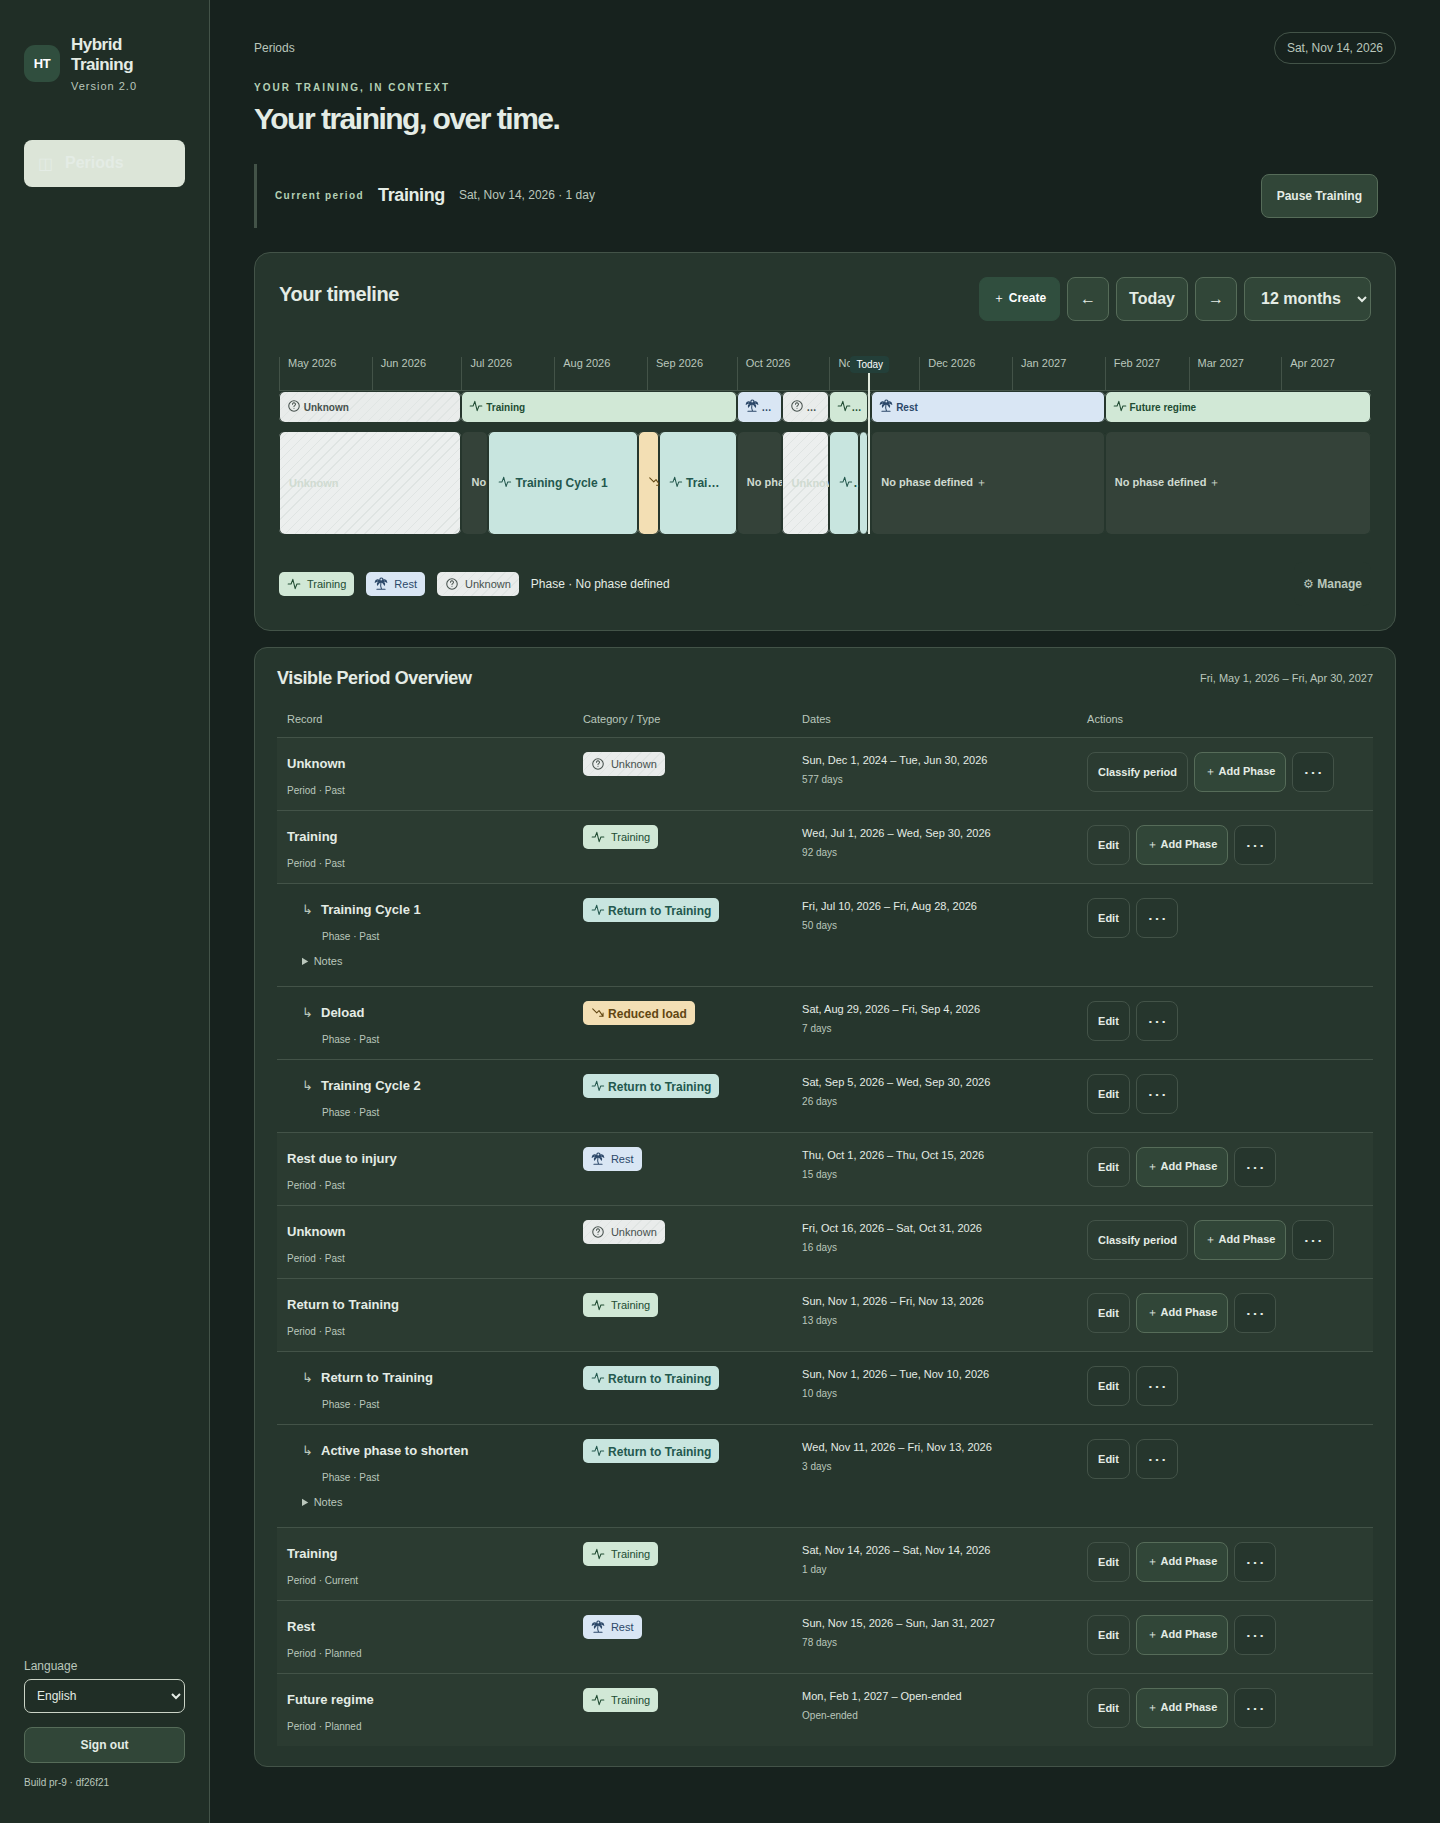 HT
Hybrid
Training
Version 2.0
Periods
Language
English
Sign out
Build pr-9 · df26f21
Periods
Sat, Nov 14, 2026
YOUR TRAINING, IN CONTEXT
Your training, over time.
Current period Training Sat, Nov 14, 2026 · 1 day
Pause Training
Your timeline
+ Create ← Today → 12 months
May 2026 Jun 2026 Jul 2026 Aug 2026 Sep 2026 Oct 2026 Today Dec 2026 Jan 2027 Feb 2027 Mar 2027 Apr 2027
Unknown Training ... ... ... Rest Future regime
Unknown No Training Cycle 1 Trai... No pha Unkno No phase defined + No phase defined +
Training Rest Unknown Phase · No phase defined
⚙ Manage
Visible Period Overview
Fri, May 1, 2026 – Fri, Apr 30, 2027
Record Category / Type Dates Actions
Unknown Unknown Sun, Dec 1, 2024 – Tue, Jun 30, 2026 Classify period + Add Phase ···
Period · Past 577 days
Training Training Wed, Jul 1, 2026 – Wed, Sep 30, 2026 Edit + Add Phase ···
Period · Past 92 days
↳ Training Cycle 1 Return to Training Fri, Jul 10, 2026 – Fri, Aug 28, 2026 Edit ···
Phase · Past 50 days
▶ Notes
↳ Deload Reduced load Sat, Aug 29, 2026 – Fri, Sep 4, 2026 Edit ···
Phase · Past 7 days
↳ Training Cycle 2 Return to Training Sat, Sep 5, 2026 – Wed, Sep 30, 2026 Edit ···
Phase · Past 26 days
Rest due to injury Rest Thu, Oct 1, 2026 – Thu, Oct 15, 2026 Edit + Add Phase ···
Period · Past 15 days
Unknown Unknown Fri, Oct 16, 2026 – Sat, Oct 31, 2026 Classify period + Add Phase ···
Period · Past 16 days
Return to Training Training Sun, Nov 1, 2026 – Fri, Nov 13, 2026 Edit + Add Phase ···
Period · Past 13 days
↳ Return to Training Return to Training Sun, Nov 1, 2026 – Tue, Nov 10, 2026 Edit ···
Phase · Past 10 days
↳ Active phase to shorten Return to Training Wed, Nov 11, 2026 – Fri, Nov 13, 2026 Edit ···
Phase · Past 3 days
▶ Notes
Training Training Sat, Nov 14, 2026 – Sat, Nov 14, 2026 Edit + Add Phase ···
Period · Current 1 day
Rest Rest Sun, Nov 15, 2026 – Sun, Jan 31, 2027 Edit + Add Phase ···
Period · Planned 78 days
Future regime Training Mon, Feb 1, 2027 – Open-ended Edit + Add Phase ···
Period · Planned Open-ended